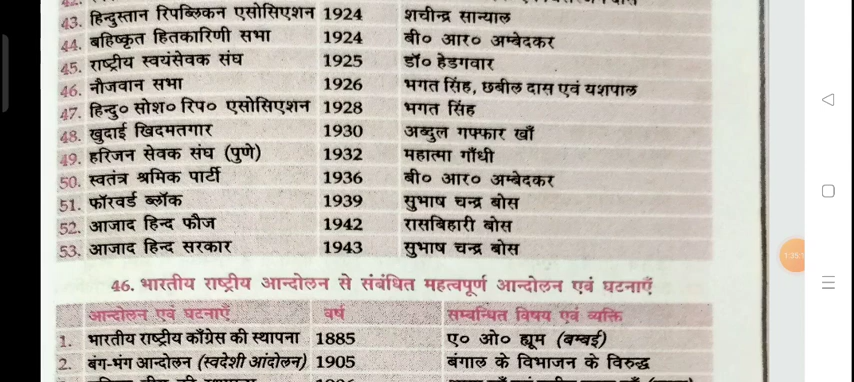 43. हिन्दुस्तान रिपब्लिकन एसोसिएशन 1924 शचीन्द्र सान्याल
44. बहिष्कृत हितकारिणी सभा 1924 बी० आर० अम्बेदकर
45. राष्ट्रीय स्वयंसेवक संघ 1925 डॉ० हेडगवार
46. नौजवान सभा 1926 भगत सिंह, छबील दास एवं यशपाल
47. हिन्दु० सोश० रिप० एसोसिएशन 1928 भगत सिंह
48. खुदाई खिदमतगार 1930 अब्दुल गफ्फार खाँ
49. हरिजन सेवक संघ (पुणे) 1932 महात्मा गाँधी
50. स्वतंत्र श्रमिक पार्टी 1936 बी० आर० अम्बेदकर
51. फॉरवर्ड ब्लॉक 1939 सुभाष चन्द्र बोस
52. आजाद हिन्द फौज 1942 रासबिहारी बोस
53. आजाद हिन्द सरकार 1943 सुभाष चन्द्र बोस
46. भारतीय राष्ट्रीय आन्दोलन से संबंधित महत्वपूर्ण आन्दोलन एवं घटनाएँ
आन्दोलन एवं घटनाएँ वर्ष सम्बन्धित विषय एवं व्यक्ति
1. भारतीय राष्ट्रीय काँग्रेस की स्थापना 1885 ए० ओ० ह्यूम (बम्बई)
2. बंग-भंग आन्दोलन (स्वदेशी आंदोलन) 1905 बंगाल के विभाजन के विरुद्ध